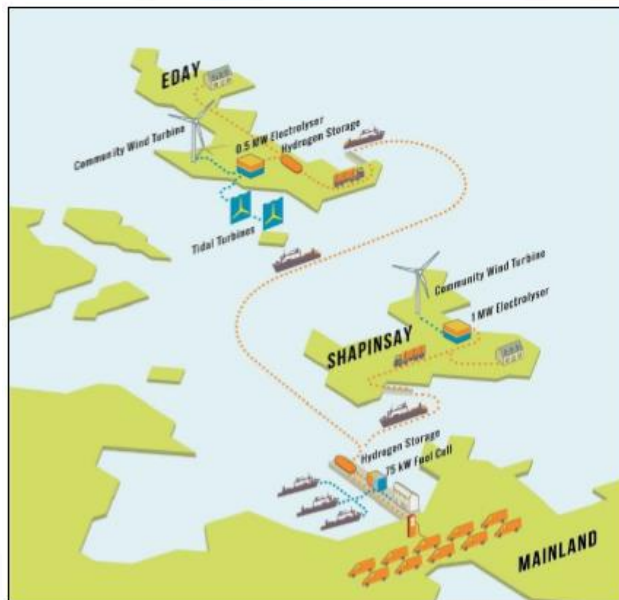 EDAY
Community Wind Turbine
0.5 MW Electrolyser
Hydrogen Storage
Tidal Turbines
Community Wind Turbine
1 MW Electrolyser
SHAPINSAY
Hydrogen Storage
75 kW Fuel Cell
MAINLAND